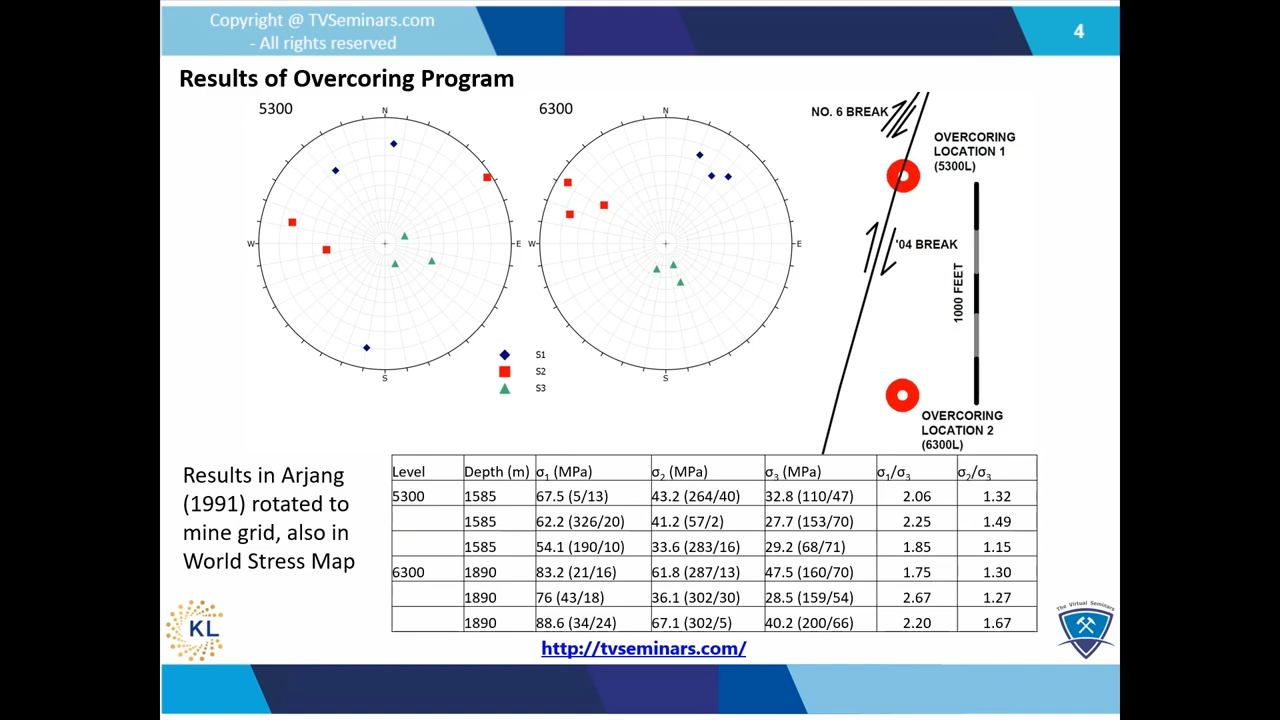 Copyright @ TVSeminars.com
- All rights reserved
4
Results of Overcoring Program
5300
N
W
E
S
6300
N
W
E
S
S1
S2
S3
NO. 6 BREAK
OVERCORING
LOCATION 1
(5300L)
'04 BREAK
1000 FEET
OVERCORING
LOCATION 2
(6300L)
Results in Arjang
(1991) rotated to
mine grid, also in
World Stress Map
Level Depth (m) σ1 (MPa) σ2 (MPa) σ3 (MPa) σ1/σ3 σ2/σ3
5300 1585 67.5 (5/13) 43.2 (264/40) 32.8 (110/47) 2.06 1.32
1585 62.2 (326/20) 41.2 (57/2) 27.7 (153/70) 2.25 1.49
1585 54.1 (190/10) 33.6 (283/16) 29.2 (68/71) 1.85 1.15
6300 1890 83.2 (21/16) 61.8 (287/13) 47.5 (160/70) 1.75 1.30
1890 76 (43/18) 36.1 (302/30) 28.5 (159/54) 2.67 1.27
1890 88.6 (34/24) 67.1 (302/5) 40.2 (200/66) 2.20 1.67
KL
The Virtual Seminars
http://tvseminars.com/